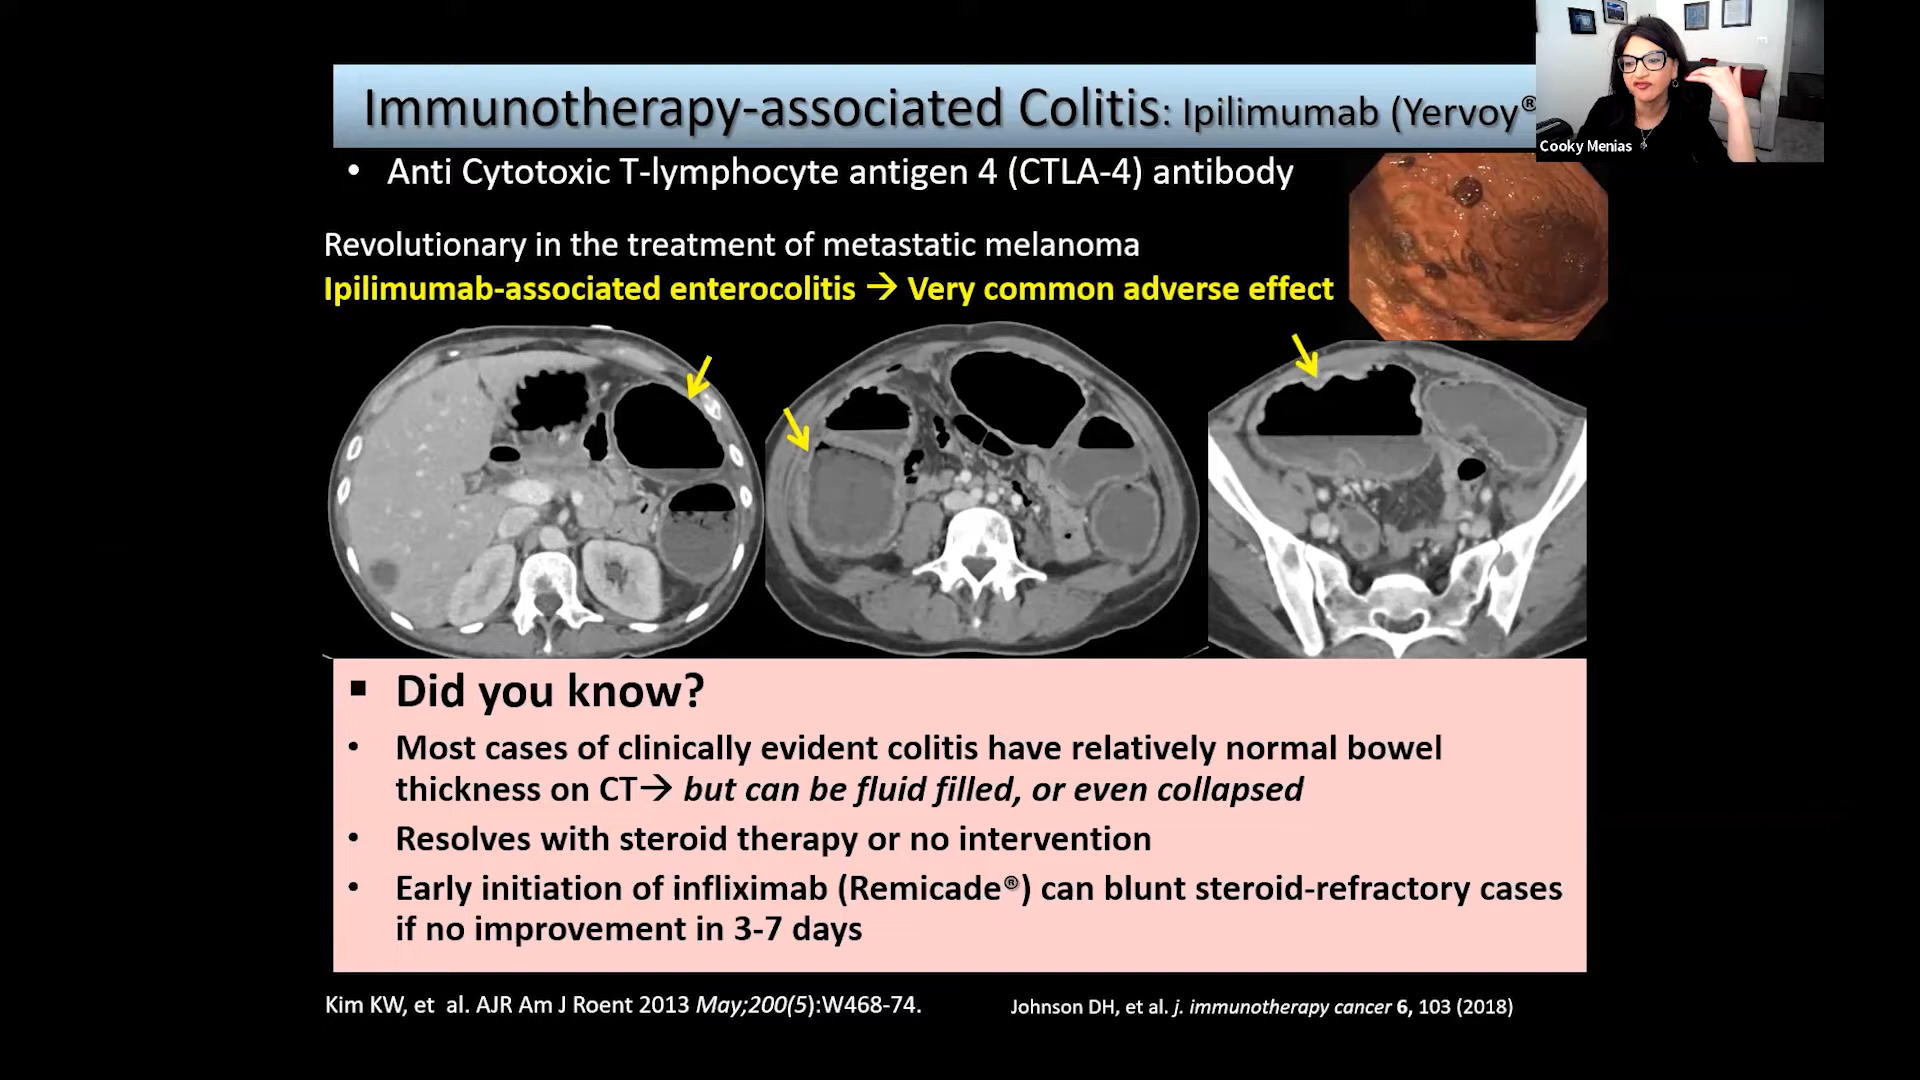 Immunotherapy-associated Colitis: Ipilimumab (Yervoy®
Cooky Menias
• Anti Cytotoxic T-lymphocyte antigen 4 (CTLA-4) antibody
Revolutionary in the treatment of metastatic melanoma
Ipilimumab-associated enterocolitis → Very common adverse effect
▪ Did you know?
• Most cases of clinically evident colitis have relatively normal bowel
thickness on CT→ but can be fluid filled, or even collapsed
• Resolves with steroid therapy or no intervention
• Early initiation of infliximab (Remicade®) can blunt steroid-refractory cases
if no improvement in 3-7 days
Kim KW, et al. AJR Am J Roent 2013 May;200(5):W468-74.
Johnson DH, et al. j. immunotherapy cancer 6, 103 (2018)